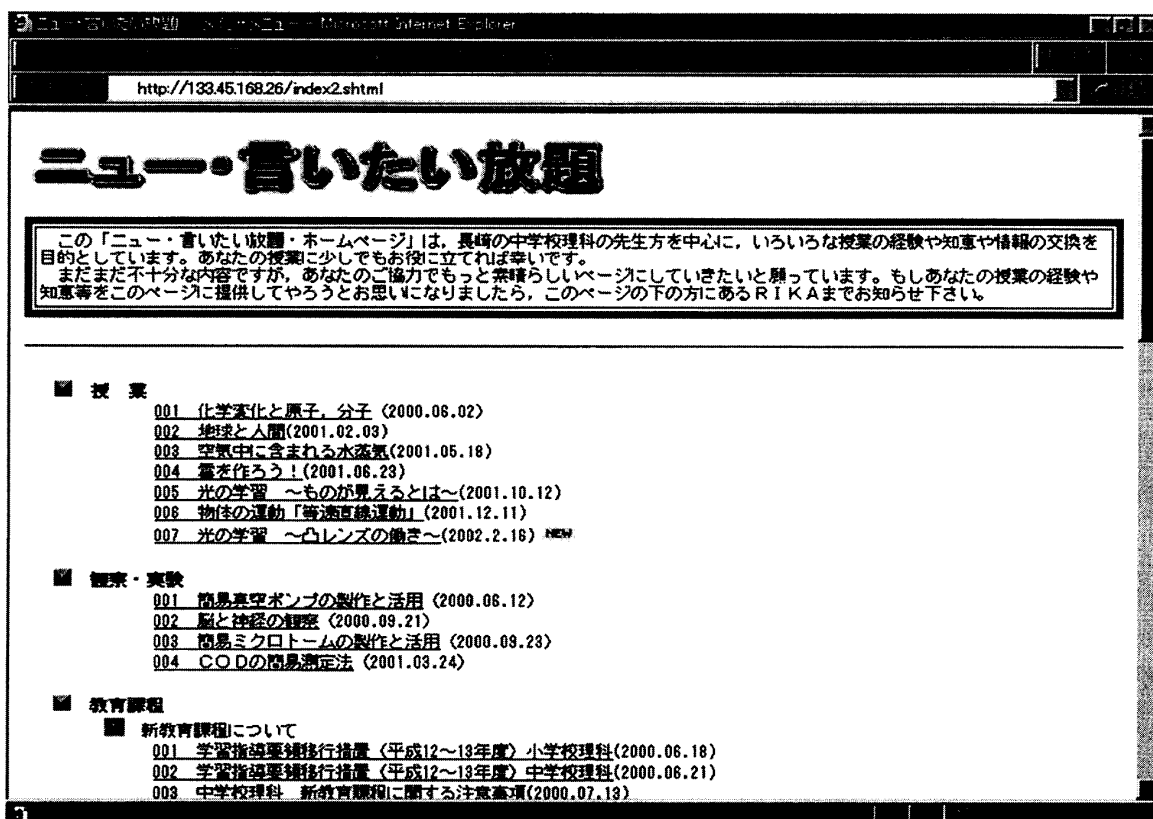 Microsoft Internet Explorer
http://133.45.168.26/index2.shtml
ニュー・言いたい放題
この「ニュー・言いたい放題・ホームページ」は，長崎の中学校理科の先生方を中心に，いろいろな授業の経験や知恵や情報の交換を
目的としています。あなたの授業に少しでもお役に立てれば幸いです。
まだまだ不十分な内容ですが，あなたのご協力でもっと素晴らしいページにしていきたいと願っています。もしあなたの授業の経験や
知恵等をこのページに提供してやろうとお思いになりましたら，このページの下の方にあるＲＩＫＡまでお知らせ下さい。
授　業
001　化学変化と原子，分子 (2000.06.02)
002　地球と人間(2001.02.03)
003　空気中に含まれる水蒸気(2001.05.18)
004　雲を作ろう！(2001.06.23)
005　光の学習　～ものが見えるとは～(2001.10.12)
006　物体の運動「等速直線運動」(2001.12.11)
007　光の学習　～凸レンズの働き～(2002.2.16) NEW
観察・実験
001　簡易真空ポンプの製作と活用 (2000.06.12)
002　脳と神経の観察 (2000.09.21)
003　簡易ミクロトームの製作と活用 (2000.09.23)
004　ＣＯＤの簡易測定法 (2001.03.24)
教育課程
新教育課程について
001　学習指導要領移行措置（平成12～13年度）小学校理科(2000.06.18)
002　学習指導要領移行措置（平成12～13年度）中学校理科(2000.06.21)
003　中学校理科　新教育課程に関する注意事項(2000.07.13)